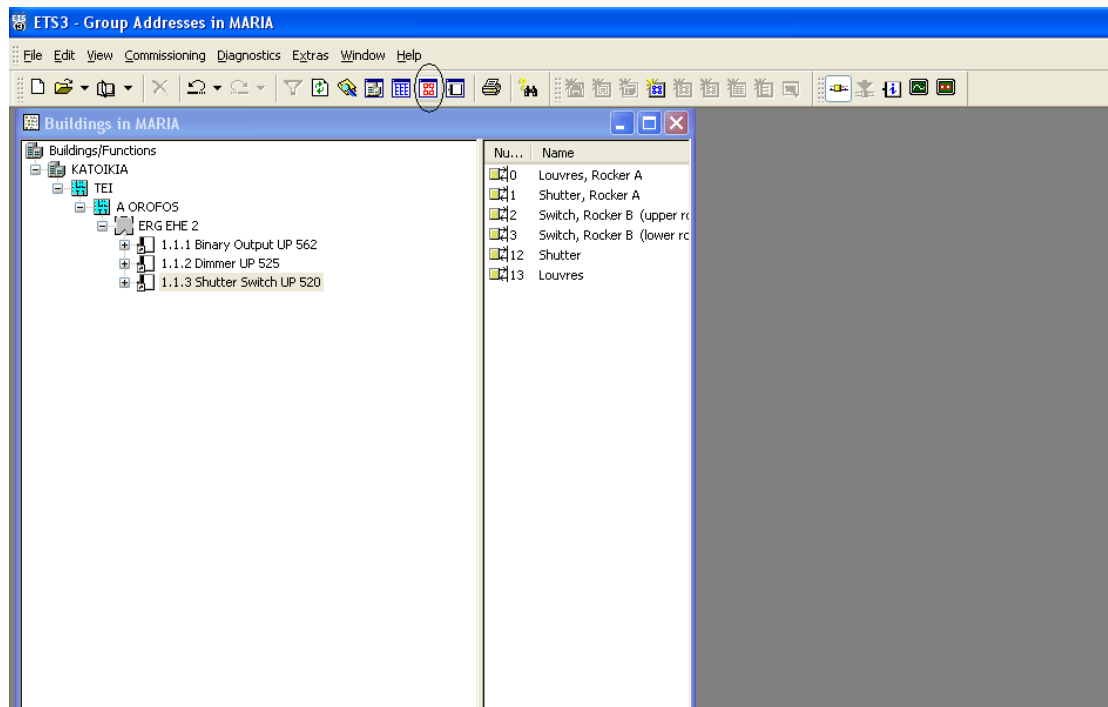 ETS3 - Group Addresses in MARIA
File Edit View Commissioning Diagnostics Extras Window Help
Buildings in MARIA
Buildings/Functions
KATOIKIA
TEI
A OROFOS
ERG EHE 2
1.1.1 Binary Output UP 562
1.1.2 Dimmer UP 525
1.1.3 Shutter Switch UP 520
Nu... Name
0 Louvres, Rocker A
1 Shutter, Rocker A
2 Switch, Rocker B (upper ro
3 Switch, Rocker B (lower rc
12 Shutter
13 Louvres